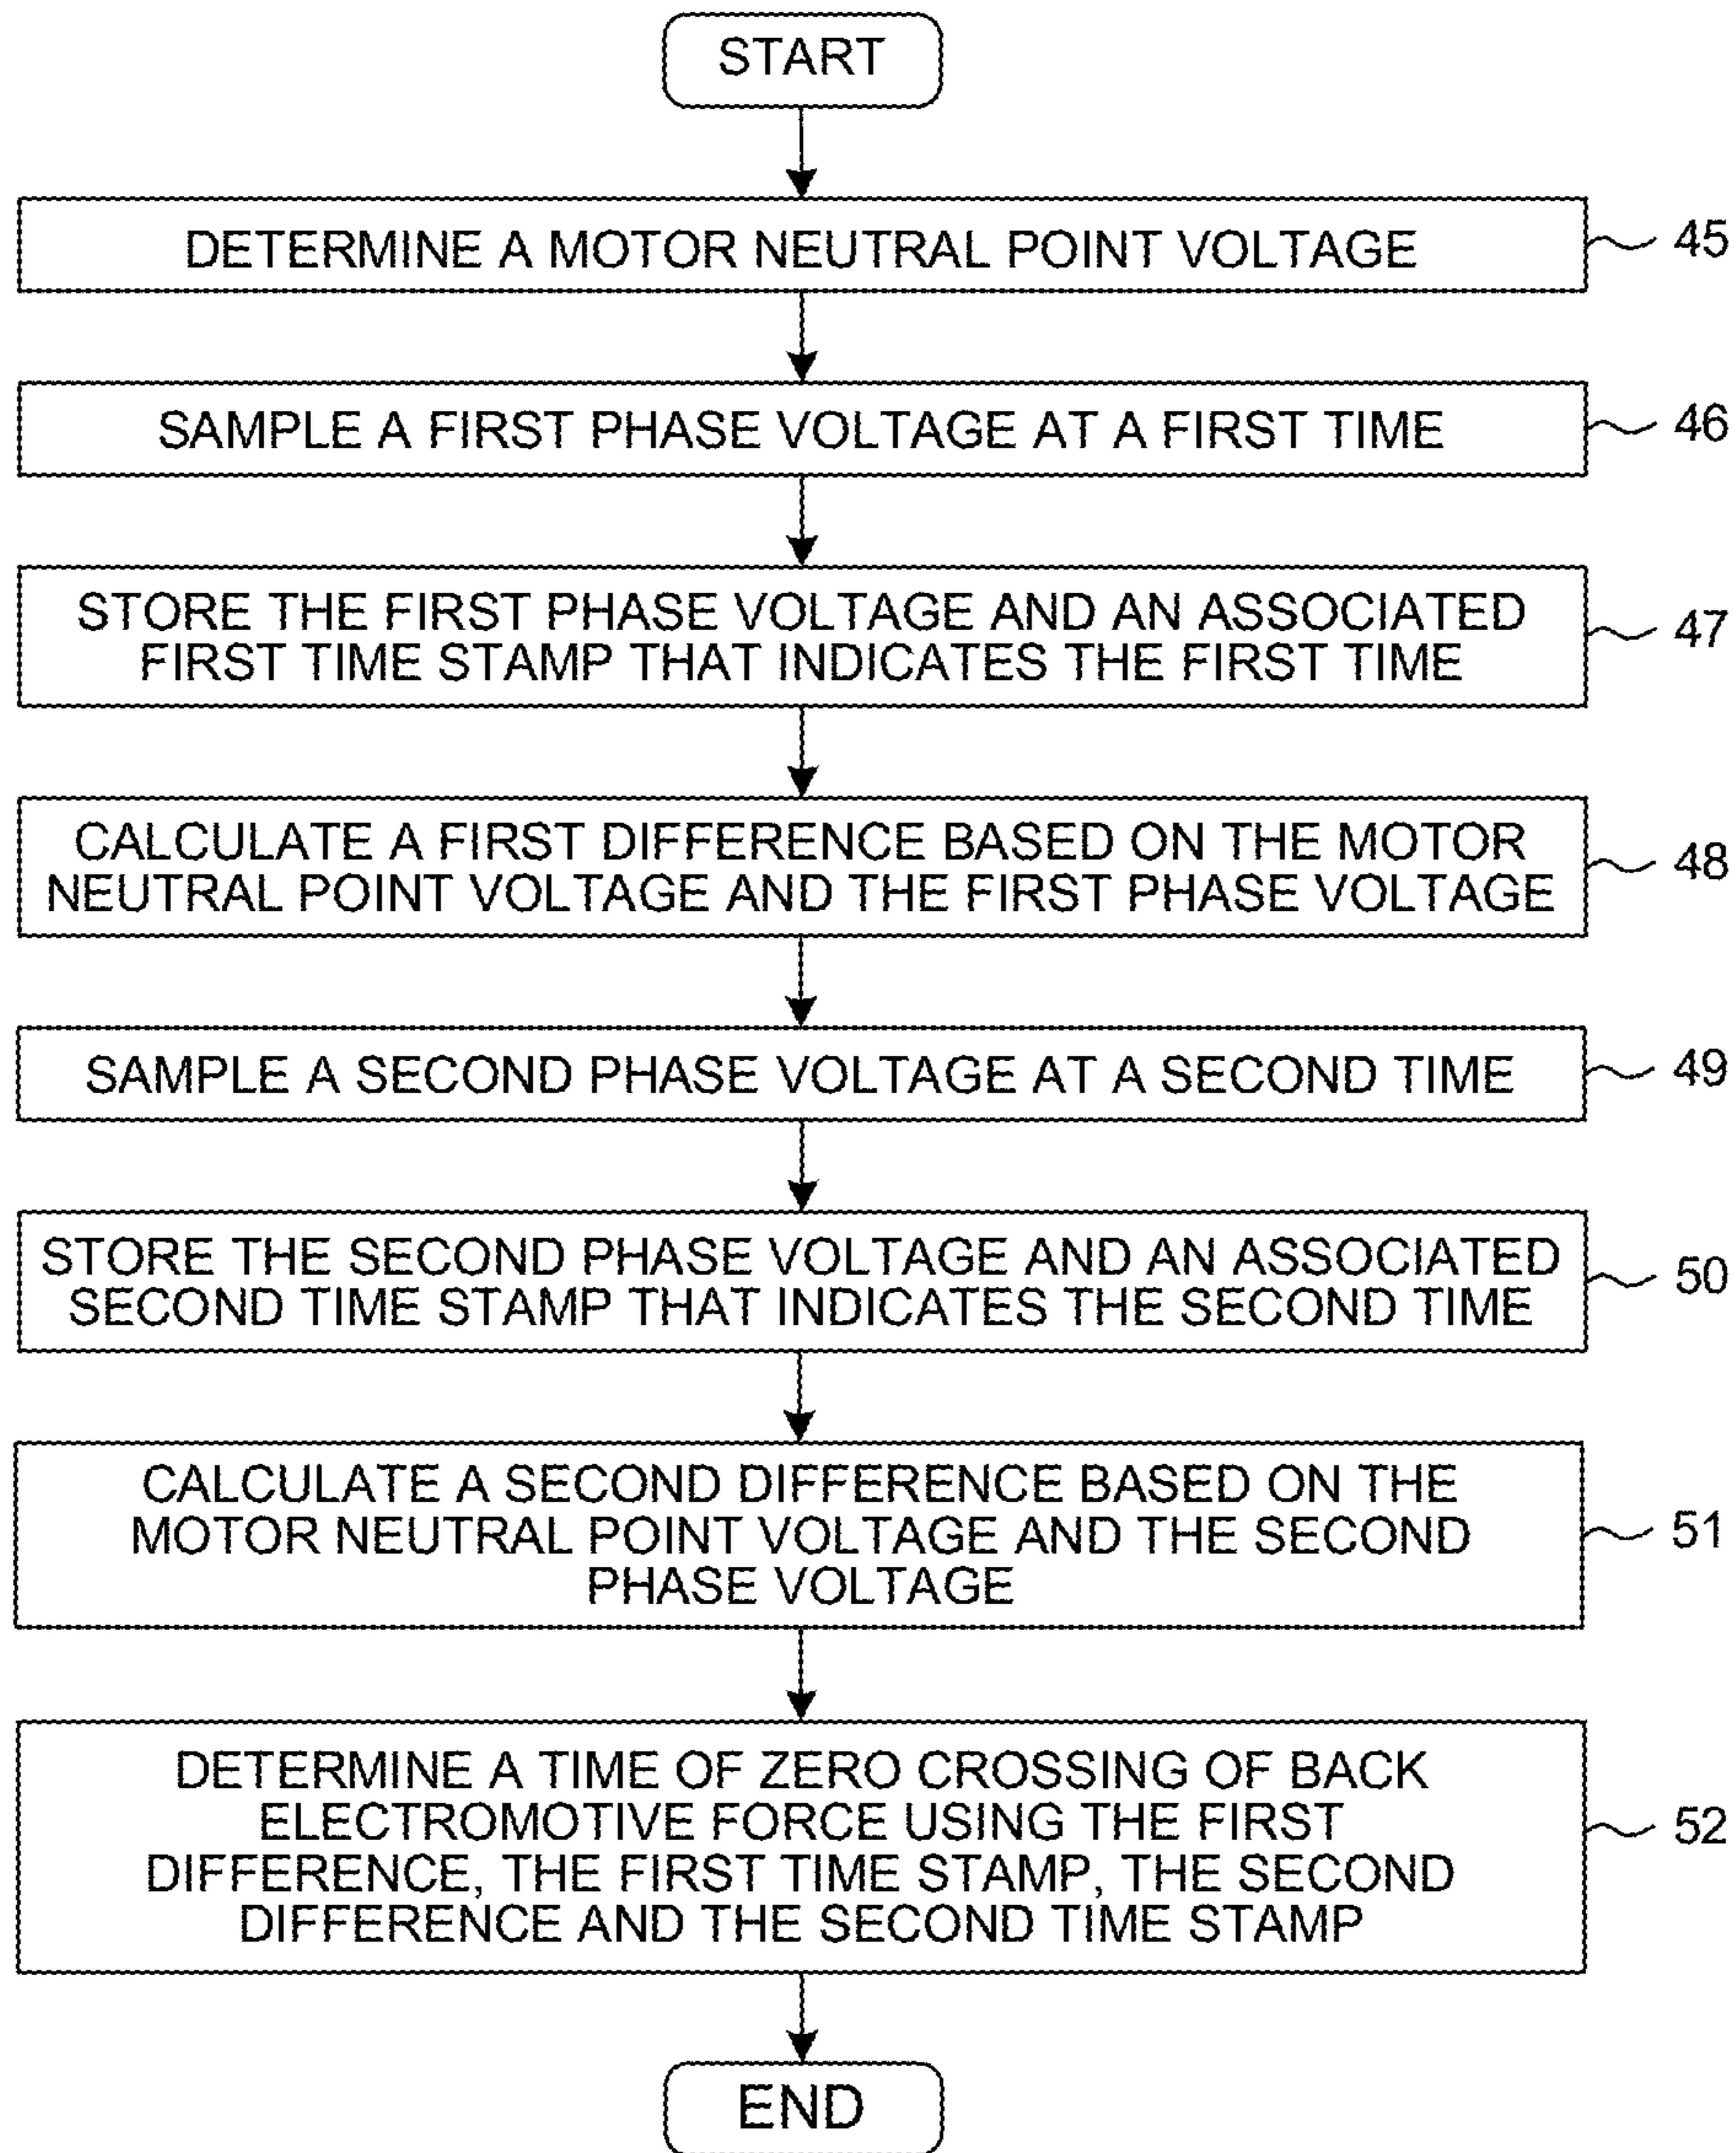 START
DETERMINE A MOTOR NEUTRAL POINT VOLTAGE
45
SAMPLE A FIRST PHASE VOLTAGE AT A FIRST TIME
46
STORE THE FIRST PHASE VOLTAGE AND AN ASSOCIATED
FIRST TIME STAMP THAT INDICATES THE FIRST TIME
47
CALCULATE A FIRST DIFFERENCE BASED ON THE MOTOR
NEUTRAL POINT VOLTAGE AND THE FIRST PHASE VOLTAGE
48
SAMPLE A SECOND PHASE VOLTAGE AT A SECOND TIME
49
STORE THE SECOND PHASE VOLTAGE AND AN ASSOCIATED
SECOND TIME STAMP THAT INDICATES THE SECOND TIME
50
CALCULATE A SECOND DIFFERENCE BASED ON THE
MOTOR NEUTRAL POINT VOLTAGE AND THE SECOND
PHASE VOLTAGE
51
DETERMINE A TIME OF ZERO CROSSING OF BACK
ELECTROMOTIVE FORCE USING THE FIRST
DIFFERENCE, THE FIRST TIME STAMP, THE SECOND
DIFFERENCE AND THE SECOND TIME STAMP
52
END